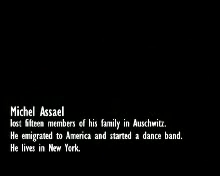 Michel Assael
lost fifteen members of his family in Auschwitz.
He emigrated to America and started a dance band.
He lives in New York.